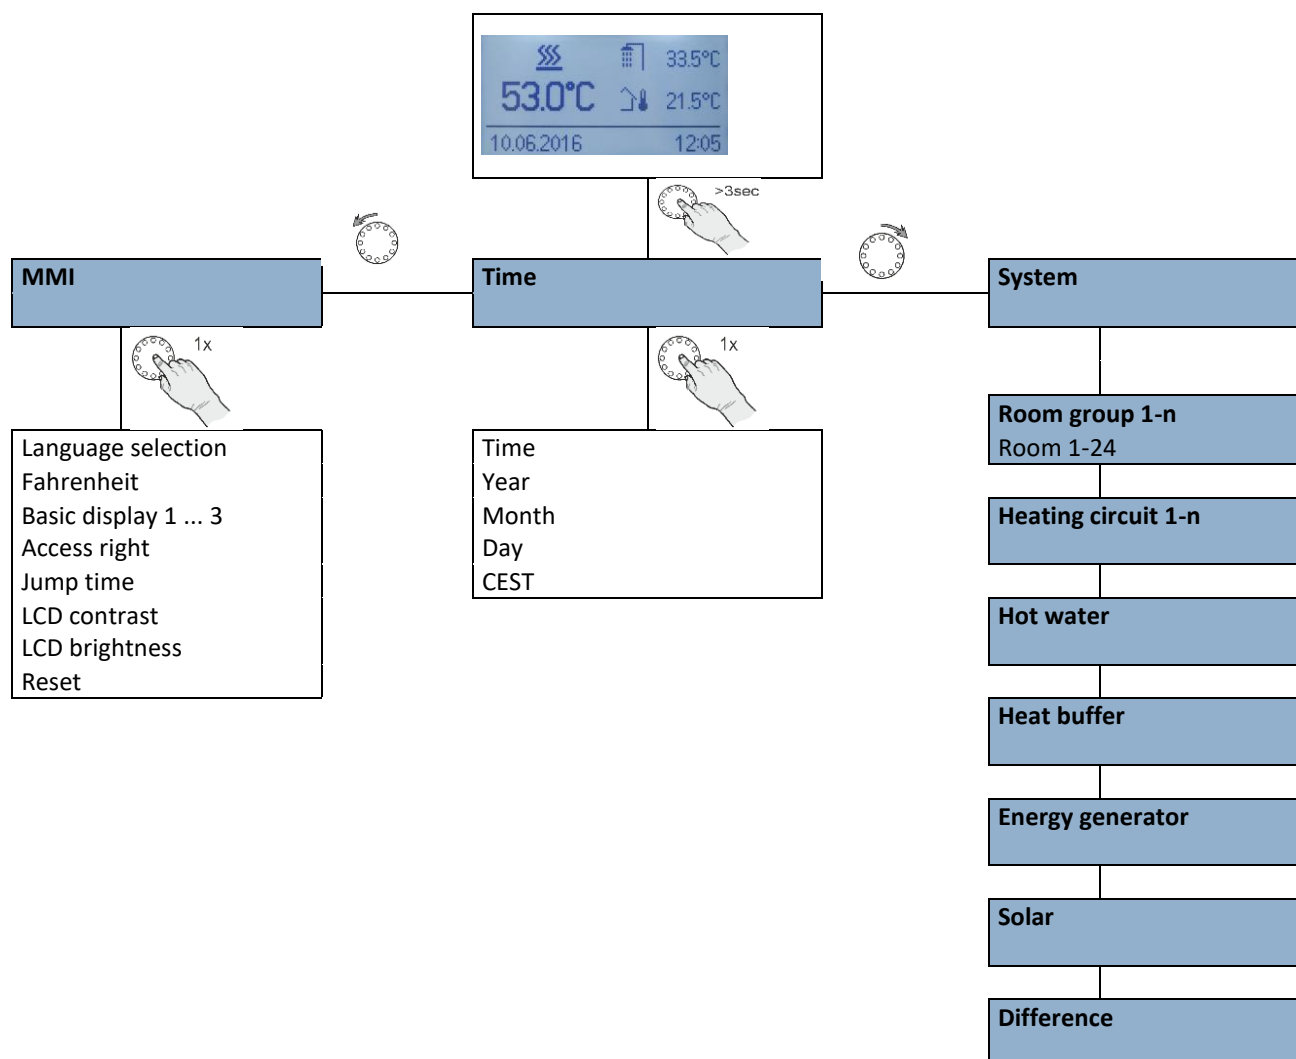 33.5°C
53.0°C
21.5°C
10.06.2016 12:05
>3sec
MMI
Time
System
1x
1x
Language selection
Fahrenheit
Basic display 1 ... 3
Access right
Jump time
LCD contrast
LCD brightness
Reset
Time
Year
Month
Day
CEST
Room group 1-n
Room 1-24
Heating circuit 1-n
Hot water
Heat buffer
Energy generator
Solar
Difference